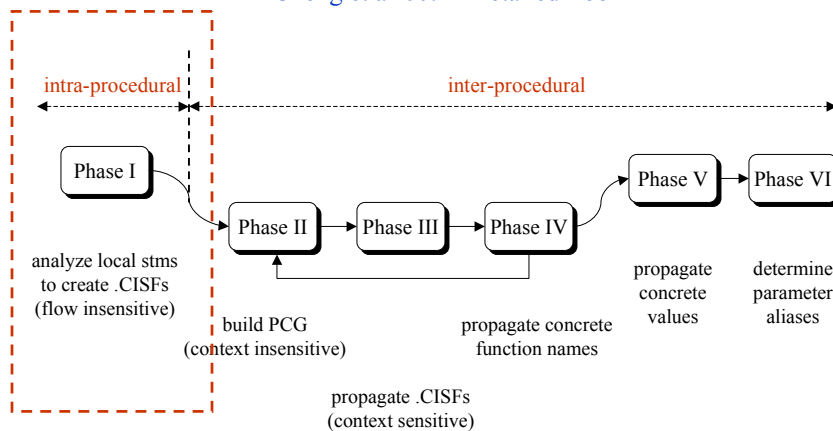 intra-procedural
inter-procedural
Phase I
Phase II
Phase III
Phase IV
Phase V
Phase VI
analyze local stms
to create .CISFs
(flow insensitive)
build PCG
(context insensitive)
propagate .CISFs
(context sensitive)
propagate concrete
function names
propagate
concrete
values
determine
parameter
aliases